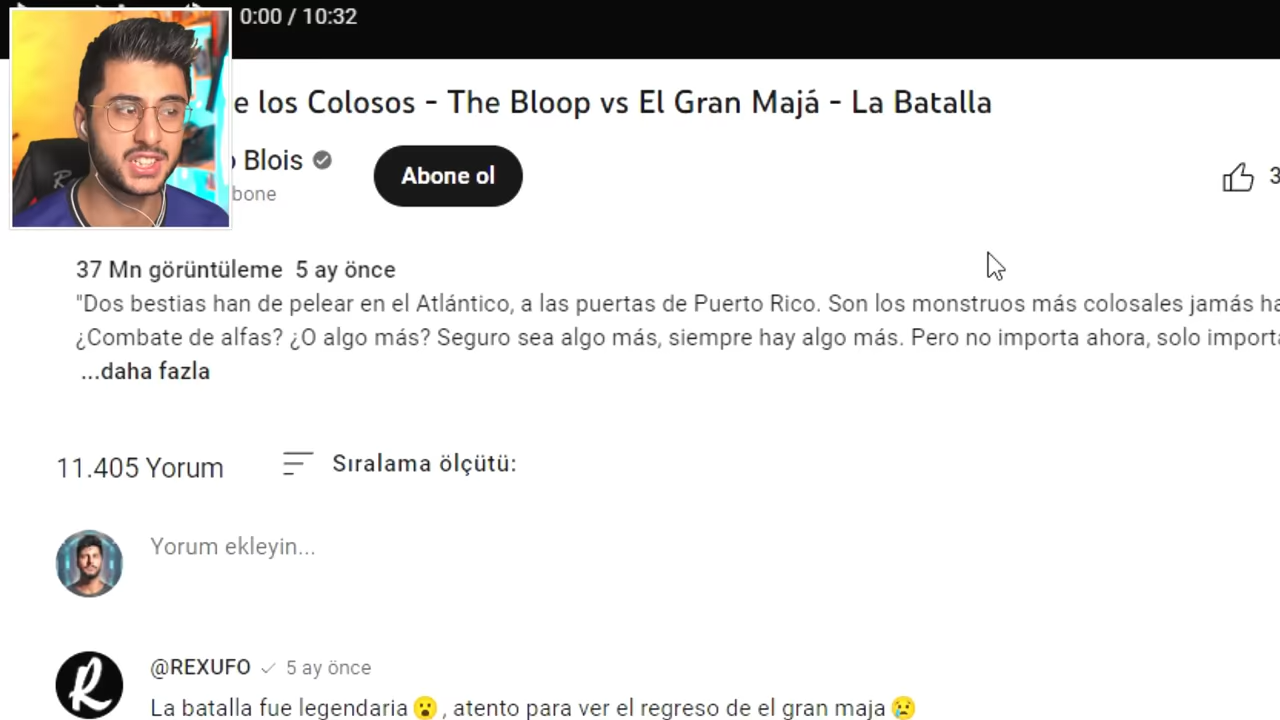 0:00 / 10:32
e los Colosos - The Bloop vs El Gran Majá - La Batalla
Blois
bone
Abone ol
3
37 Mn görüntüleme 5 ay önce
"Dos bestias han de pelear en el Atlántico, a las puertas de Puerto Rico. Son los monstruos más colosales jamás ha
¿Combate de alfas? ¿O algo más? Seguro sea algo más, siempre hay algo más. Pero no importa ahora, solo importa
...daha fazla
11.405 Yorum
Sıralama ölçütü:
Yorum ekleyin...
@REXUFO 5 ay önce
La batalla fue legendaria😮, atento para ver el regreso de el gran maja😢